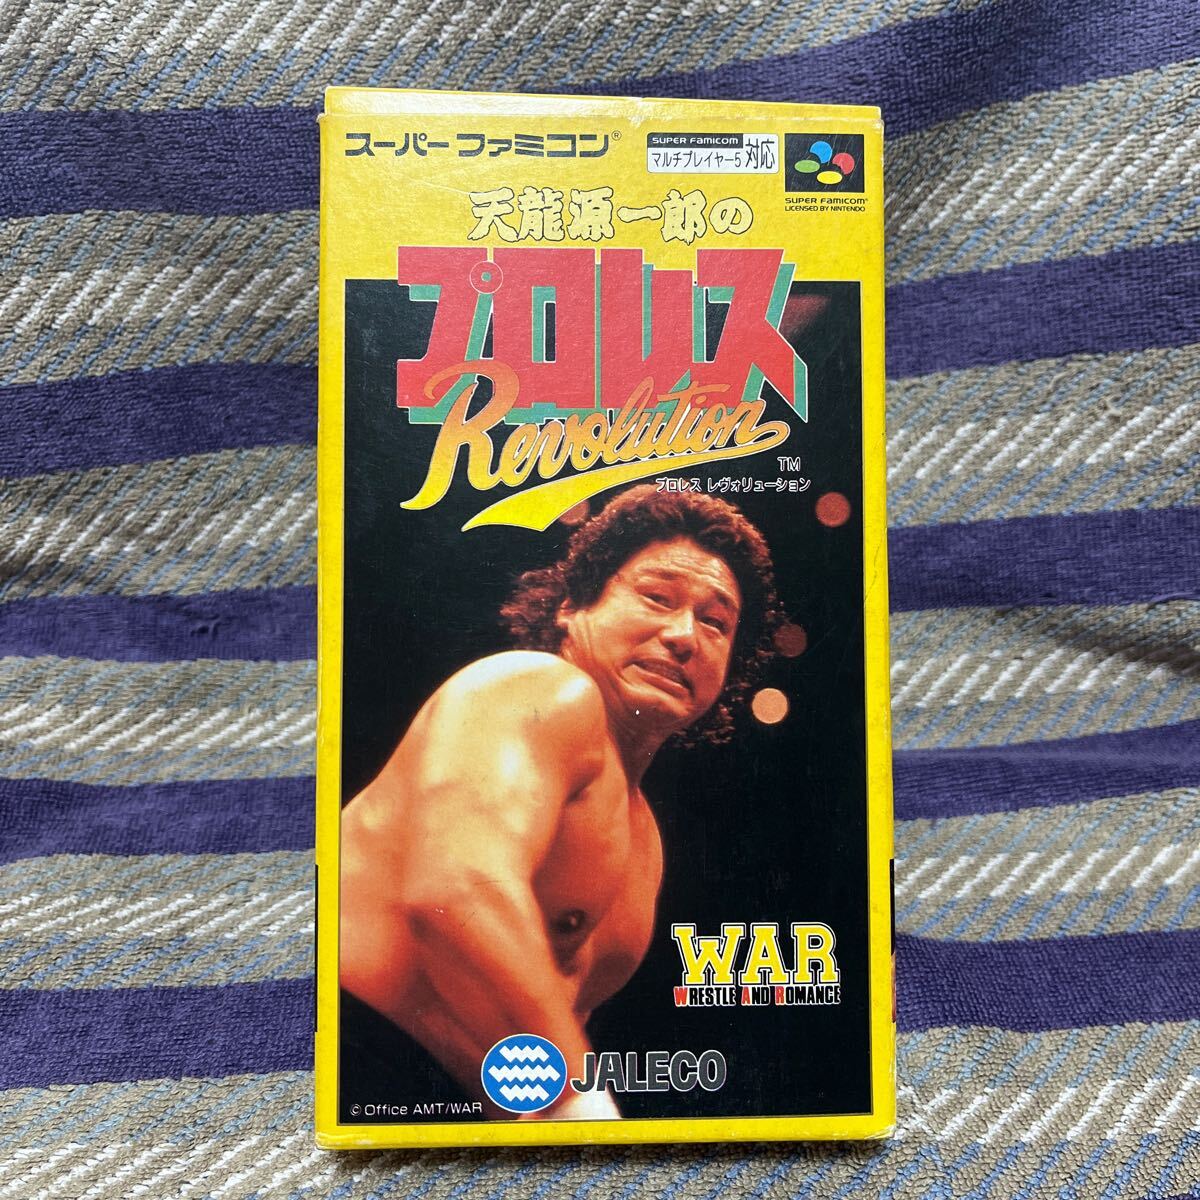 スーパーファミコン®
SUPER FAMICOM
マルチプレイヤー5 対応
SUPER FAMICOM®
LICENSED BY NINTENDO
天龍源一郎の
プロレス
Revolution
TM
プロレス レヴォリューション
WAR
WRESTLE AND ROMANCE
JALECO
© Office AMT/WAR